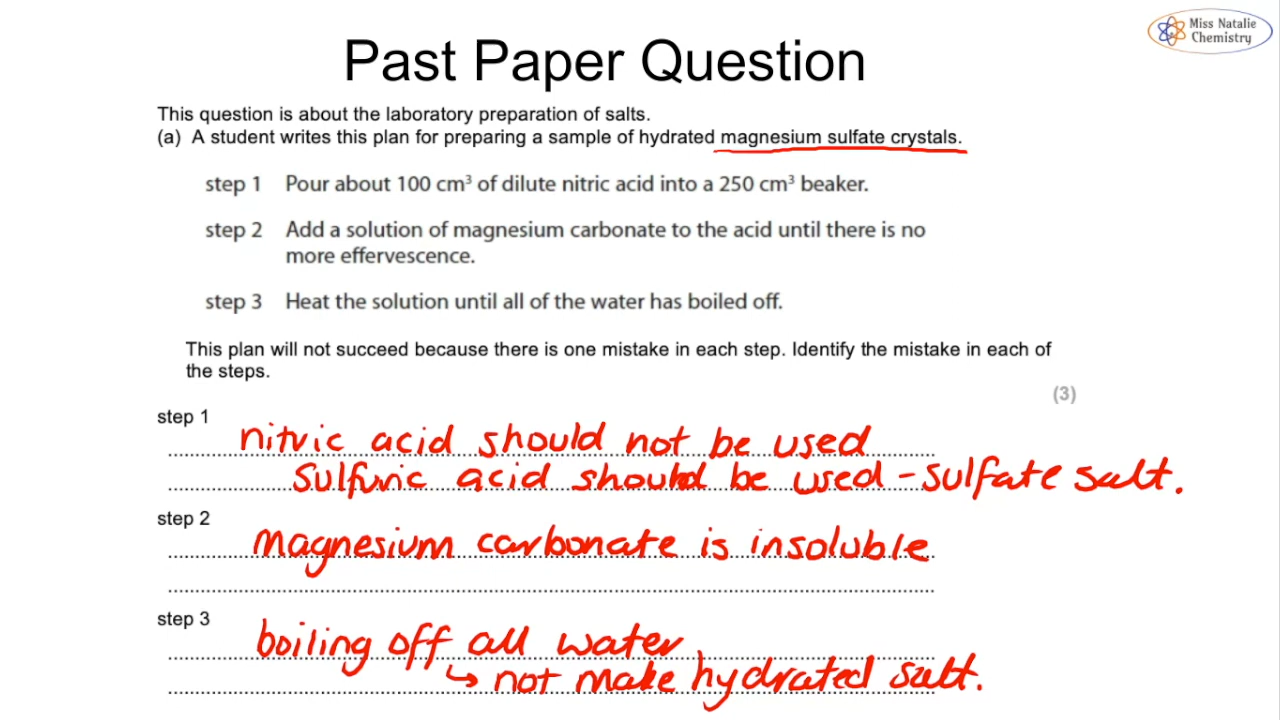 Miss Natalie
Chemistry
Past Paper Question
This question is about the laboratory preparation of salts.
(a) A student writes this plan for preparing a sample of hydrated magnesium sulfate crystals.
step 1 Pour about 100 cm³ of dilute nitric acid into a 250 cm³ beaker.
step 2 Add a solution of magnesium carbonate to the acid until there is no
more effervescence.
step 3 Heat the solution until all of the water has boiled off.
This plan will not succeed because there is one mistake in each step. Identify the mistake in each of
the steps.
(3)
step 1
nitric acid should not be used
sulfuric acid should be used - sulfate salt.
step 2
magnesium carbonate is insoluble
step 3
boiling off all water
↳ not make hydrated salt.